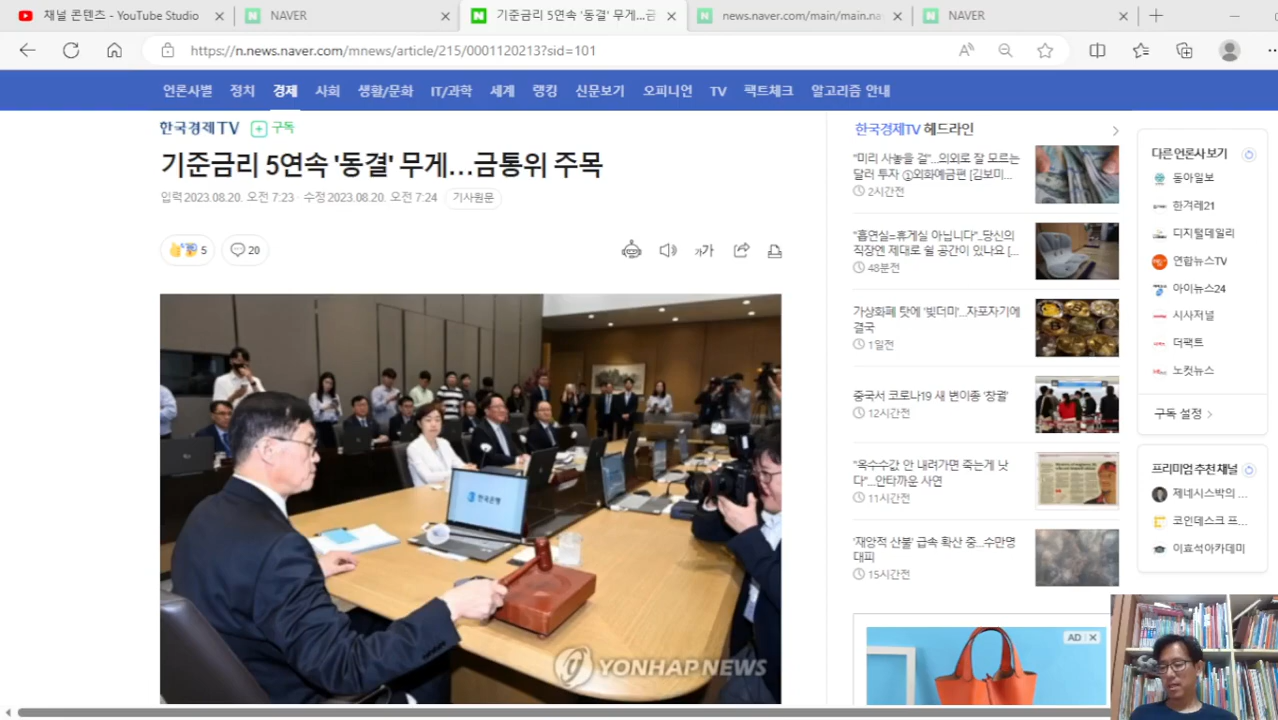 채널 콘텐츠 - YouTube Studio
NAVER
기준금리 5연속 '동결' 무게...금
news.naver.com/main/main.na
NAVER
https://n.news.naver.com/mnews/article/215/0001120213?sid=101
언론사별 정치 경제 사회 생활/문화 IT/과학 세계 랭킹 신문보기 오피니언 TV 팩트체크 알고리즘 안내
한국경제TV 구독
기준금리 5연속 '동결' 무게…금통위 주목
입력 2023.08.20. 오전 7:23 · 수정 2023.08.20. 오전 7:24 기사원문
5 20
가가
한국은행
YONHAP NEWS
한국경제TV 헤드라인
"미리 사놓을 걸"...의외로 잘 모르는
달러 투자 ①외화예금편 [김보미...
2시간전
"흡연실=휴게실 아닙니다"..당신의
직장엔 제대로 쉴 공간이 있나요 [...
48분전
가상화폐 탓에 '빚더미'...자포자기에
결국
1일전
중국서 코로나19 새 변이종 '창궐'
12시간전
"옥수수값 안 내려가면 죽는게 낫
다"...안타까운 사연
11시간전
'재앙적 산불' 급속 확산 중...수만명
대피
15시간전
AD
다른 언론사 보기
동아일보
한겨레21
디지털데일리
연합뉴스TV
아이뉴스24
시사저널
더팩트
노컷뉴스
구독 설정
프리미엄 추천 채널
제네시스박의 ...
코인데스크 프...
이효석아카데미